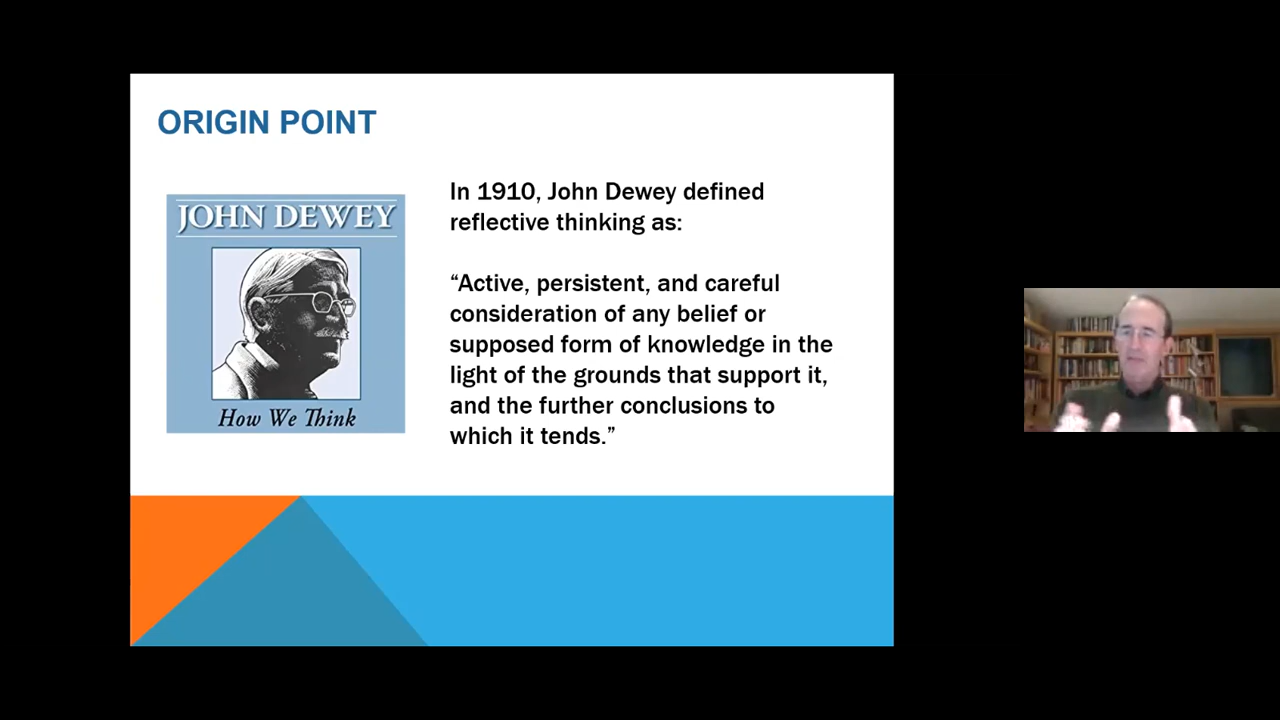 ORIGIN POINT
JOHN DEWEY
How We Think
In 1910, John Dewey defined
reflective thinking as:
“Active, persistent, and careful
consideration of any belief or
supposed form of knowledge in the
light of the grounds that support it,
and the further conclusions to
which it tends.”